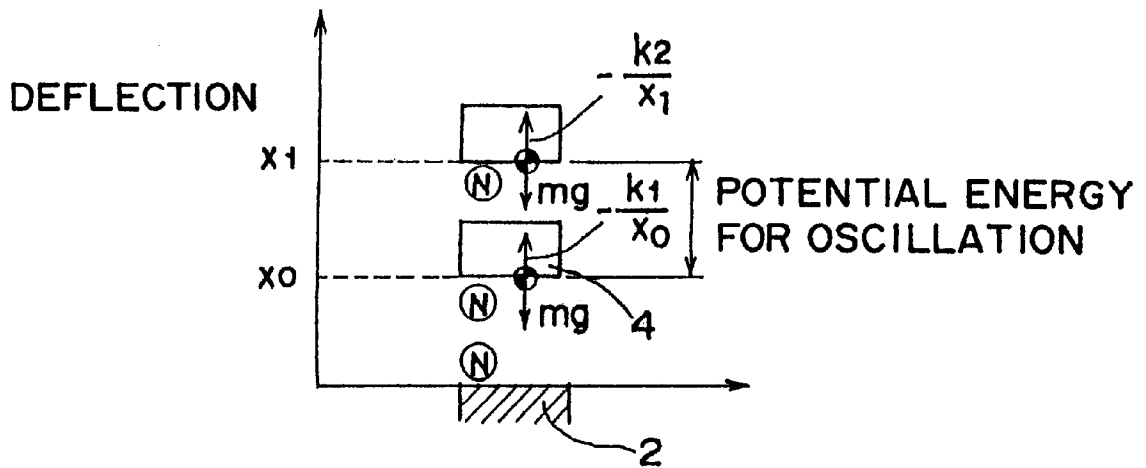 DEFLECTION
- k2 / x1
x1
N
mg
- k1 / x0
POTENTIAL ENERGY
FOR OSCILLATION
x0
N
mg
4
N
2